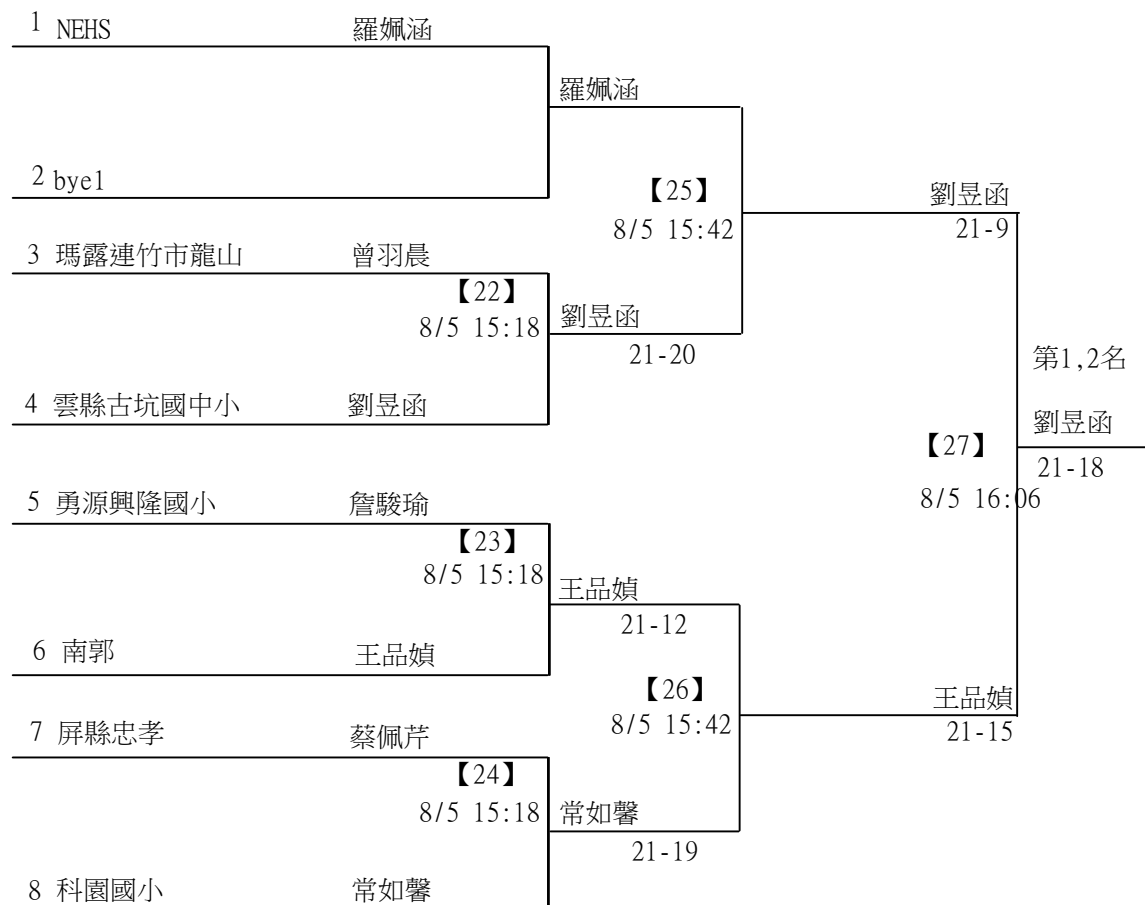 1 NEHS 羅姵涵
羅姵涵
2 bye1
【25】
8/5 15:42
劉昱函
21-9
3 瑪露連竹市龍山 曾羽晨
【22】
8/5 15:18
劉昱函
21-20
第1,2名
4 雲縣古坑國中小 劉昱函
劉昱函
21-18
【27】
8/5 16:06
5 勇源興隆國小 詹駿瑜
【23】
8/5 15:18
王品媜
21-12
6 南郭 王品媜
【26】
8/5 15:42
王品媜
21-15
7 屏縣忠孝 蔡佩芹
【24】
8/5 15:18
常如馨
21-19
8 科園國小 常如馨